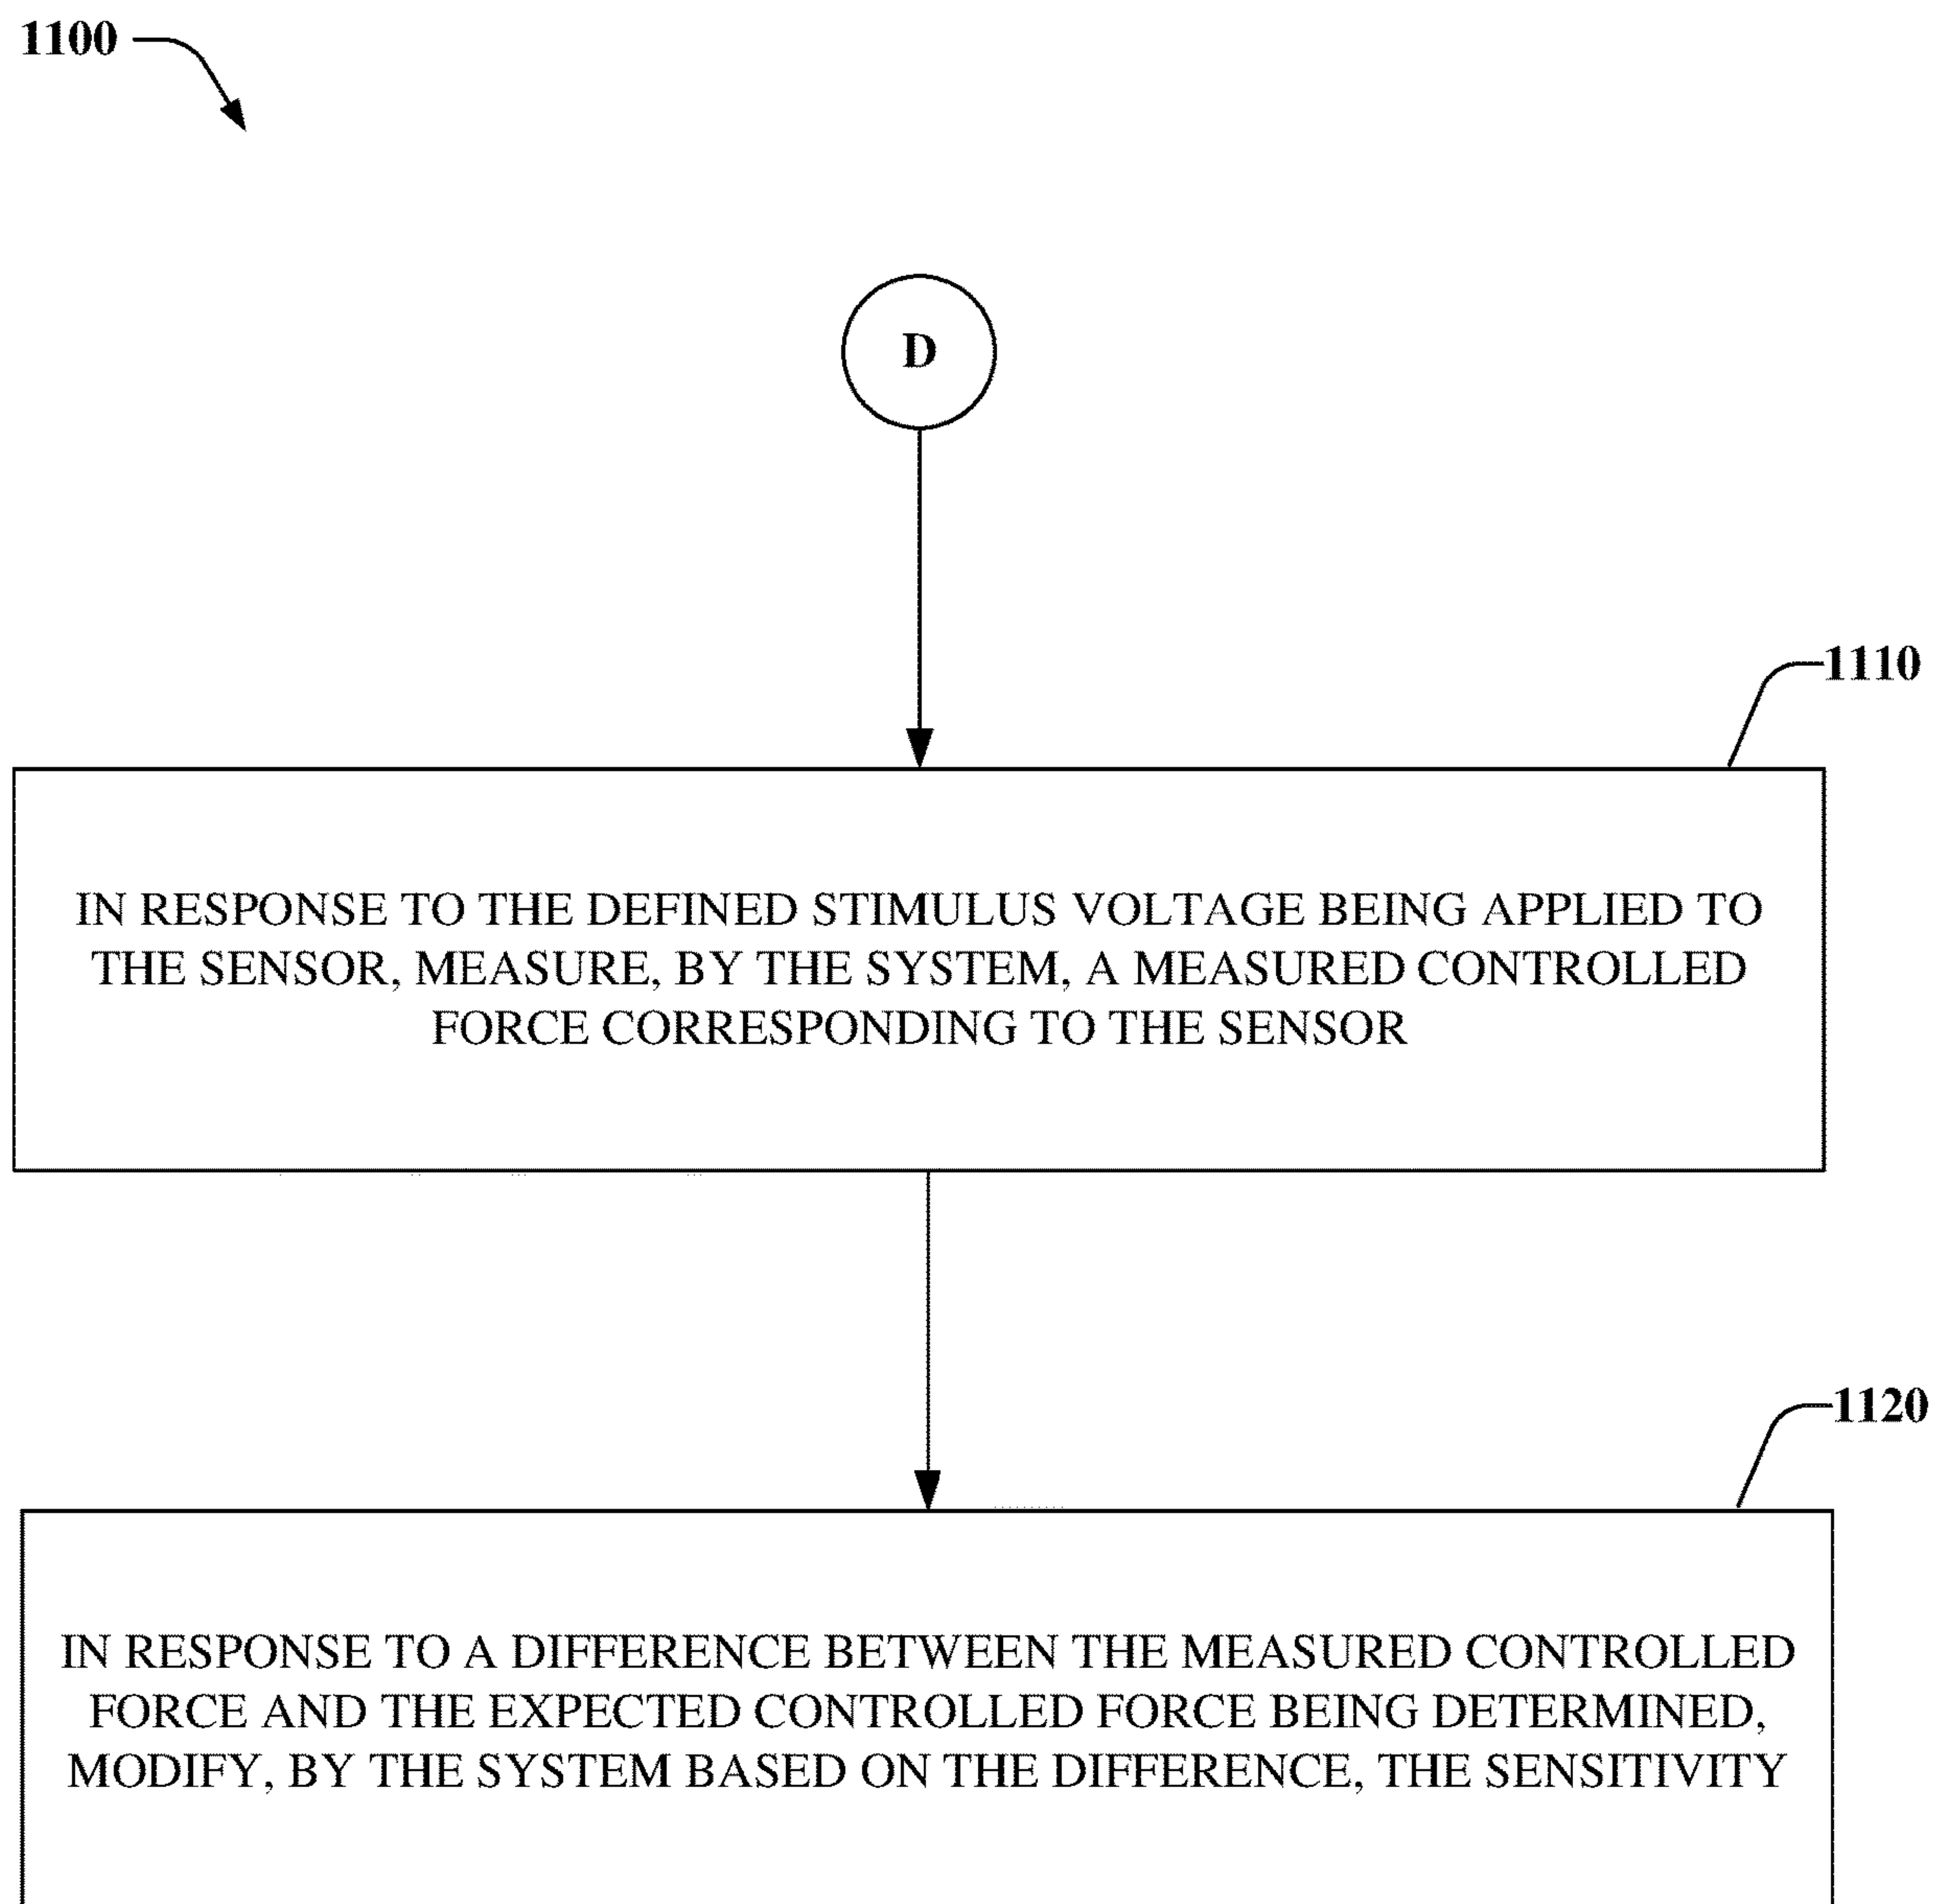 1100
D
1110
IN RESPONSE TO THE DEFINED STIMULUS VOLTAGE BEING APPLIED TO
THE SENSOR, MEASURE, BY THE SYSTEM, A MEASURED CONTROLLED
FORCE CORRESPONDING TO THE SENSOR
1120
IN RESPONSE TO A DIFFERENCE BETWEEN THE MEASURED CONTROLLED
FORCE AND THE EXPECTED CONTROLLED FORCE BEING DETERMINED,
MODIFY, BY THE SYSTEM BASED ON THE DIFFERENCE, THE SENSITIVITY